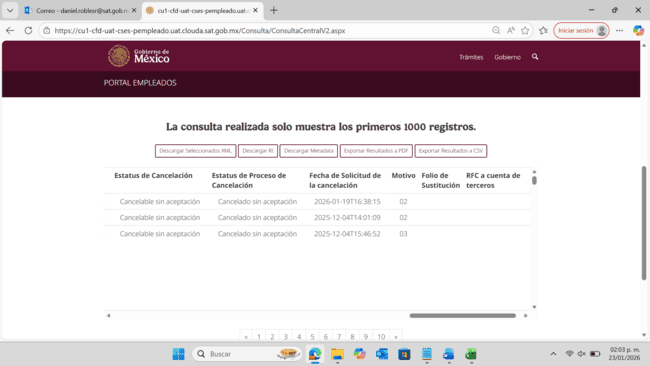 Correo - daniel.roblesr@sat.gob.m
cu1-cfd-uat-cses-pempleado.uat.c
https://cu1-cfd-uat-cses-pempleado.uat.clouda.sat.gob.mx/Consulta/ConsultaCentralV2.aspx
Iniciar sesión
Gobierno de
México
Trámites
Gobierno
PORTAL EMPLEADOS
La consulta realizada solo muestra los primeros 1000 registros.
Descargar Seleccionados XML Descargar RI Descargar Metadata Exportar Resultados a PDF Exportar Resultados a CSV
Estatus de Cancelación Estatus de Proceso de Cancelación Fecha de Solicitud de la cancelación Motivo Folio de Sustitución RFC a cuenta de terceros
Cancelable sin aceptación Cancelado sin aceptación 2026-01-19T16:38:15 02
Cancelable sin aceptación Cancelado sin aceptación 2025-12-04T14:01:09 02
Cancelable sin aceptación Cancelado sin aceptación 2025-12-04T15:46:52 03
« 1 2 3 4 5 6 7 8 9 10 »
Buscar
02:03 p. m.
23/01/2026